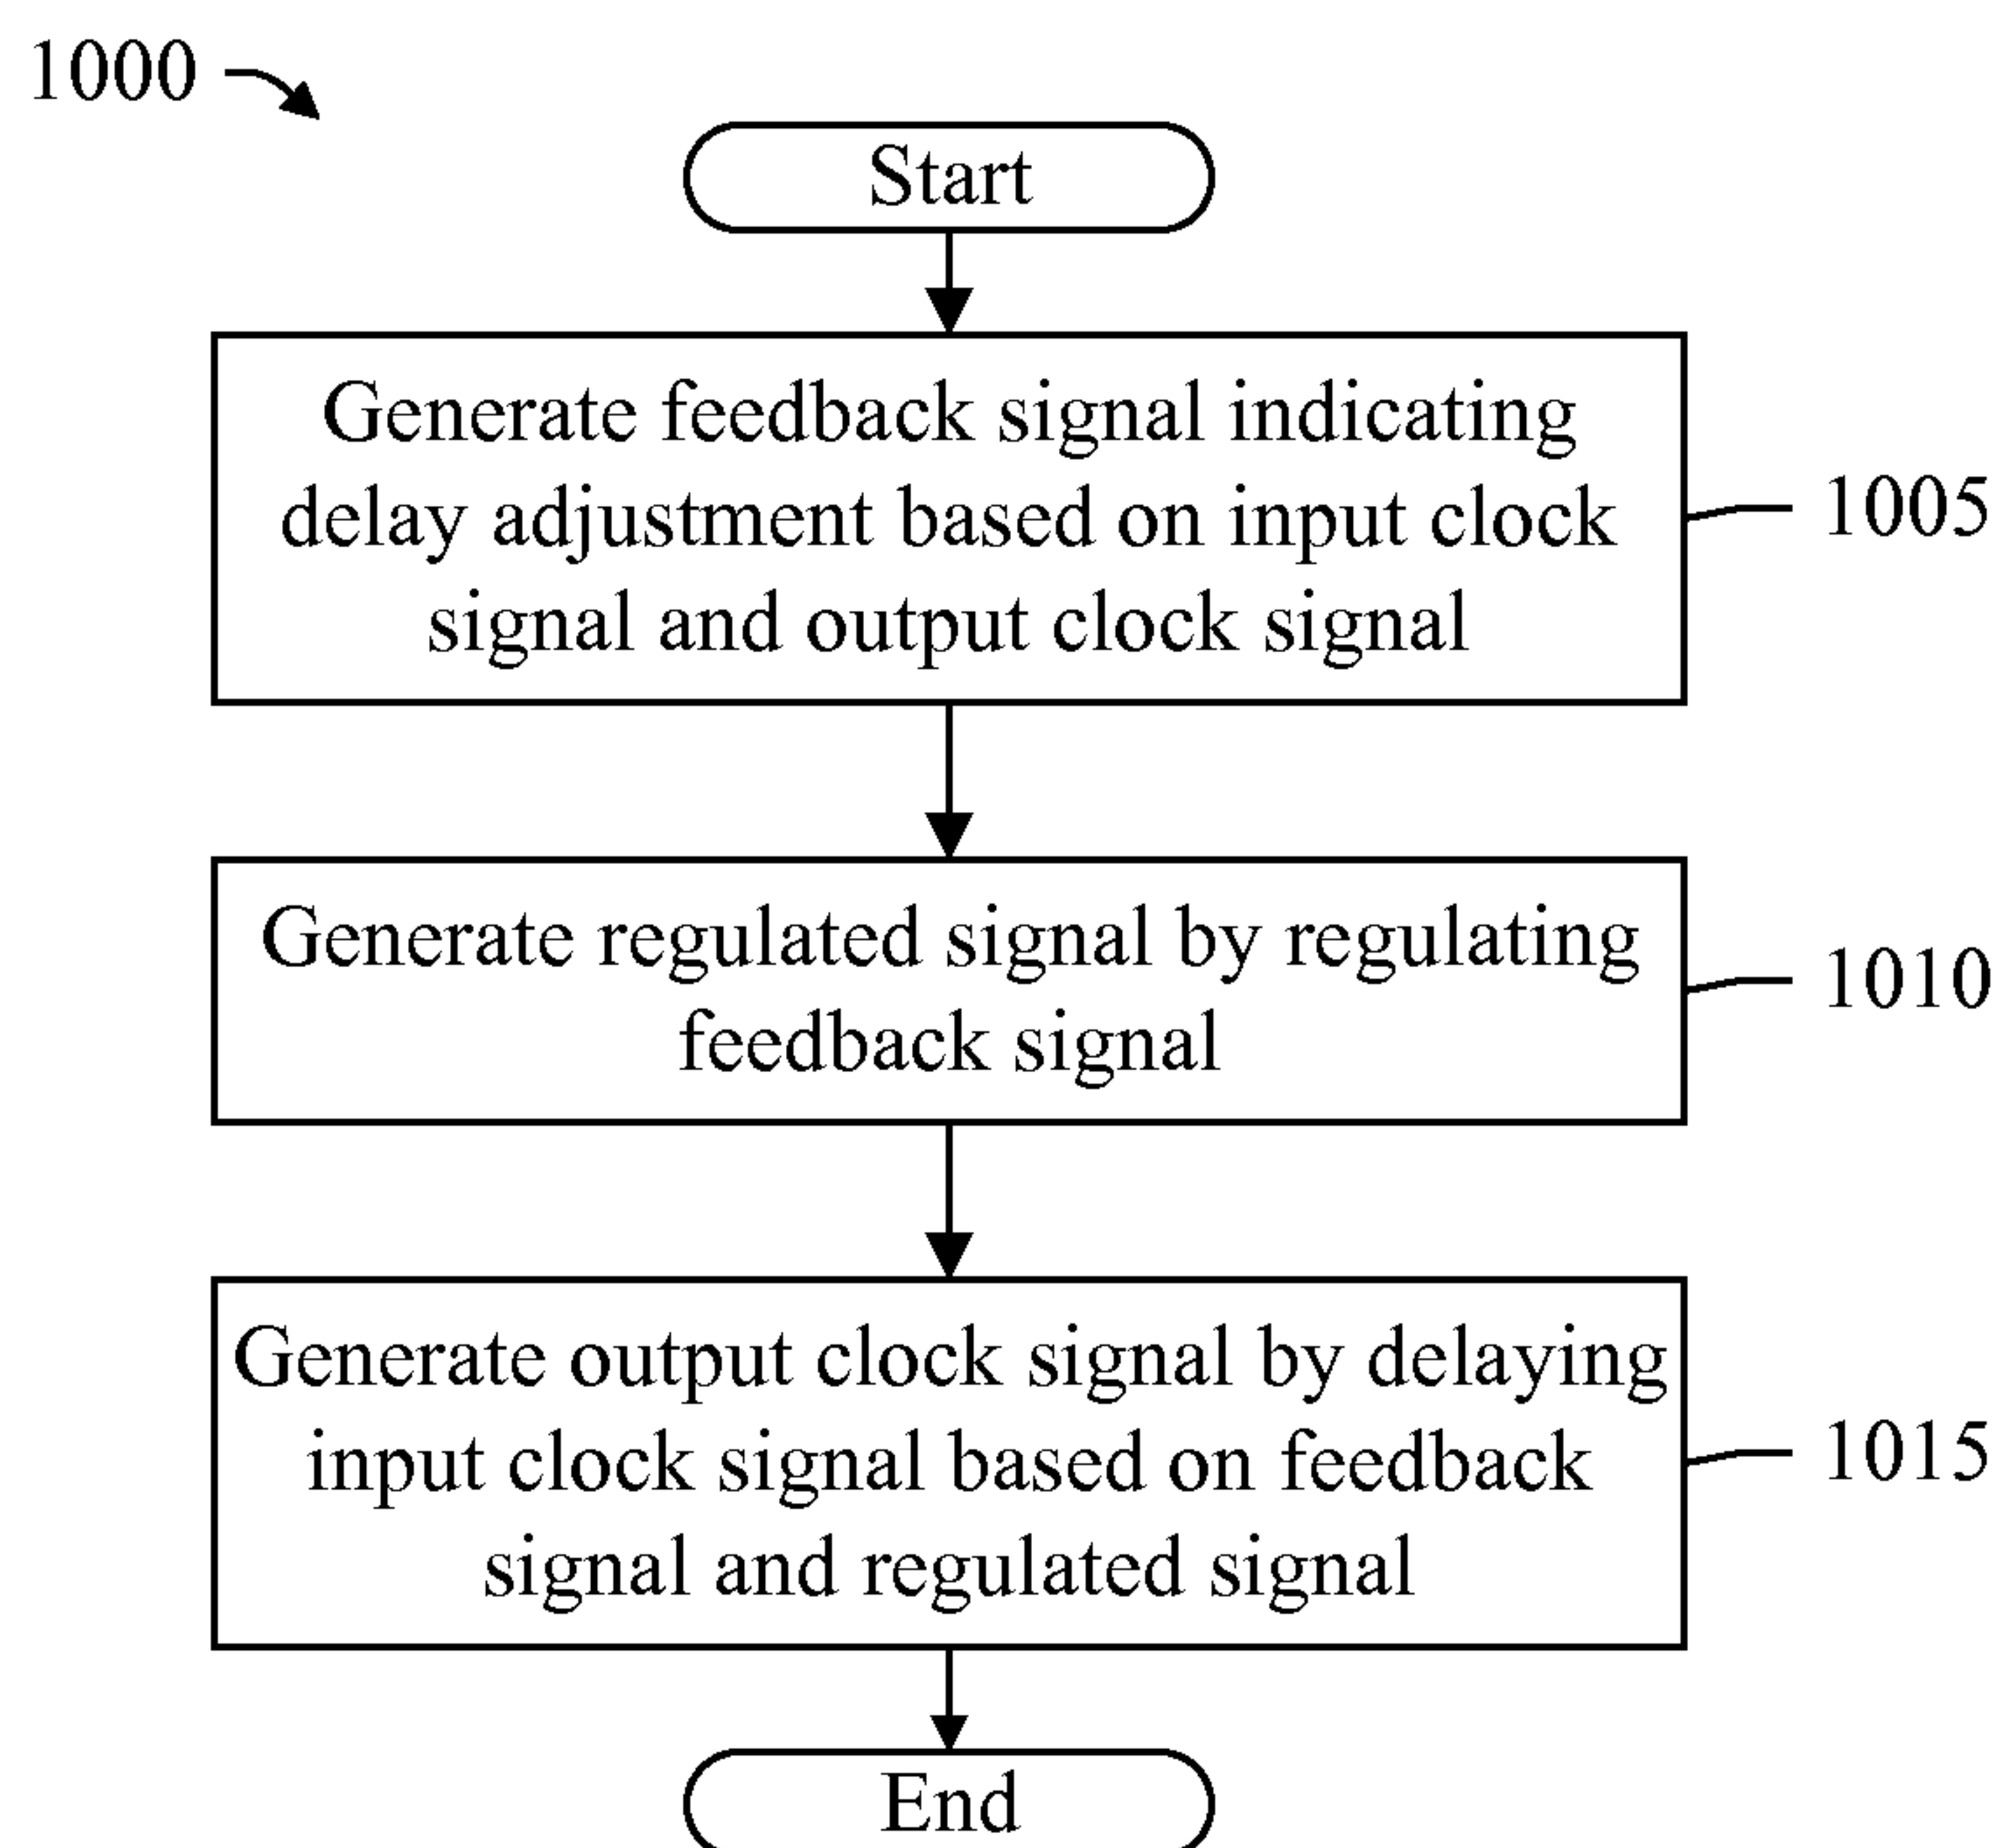 1000
Start
Generate feedback signal indicating
delay adjustment based on input clock
signal and output clock signal
1005
Generate regulated signal by regulating
feedback signal
1010
Generate output clock signal by delaying
input clock signal based on feedback
signal and regulated signal
1015
End